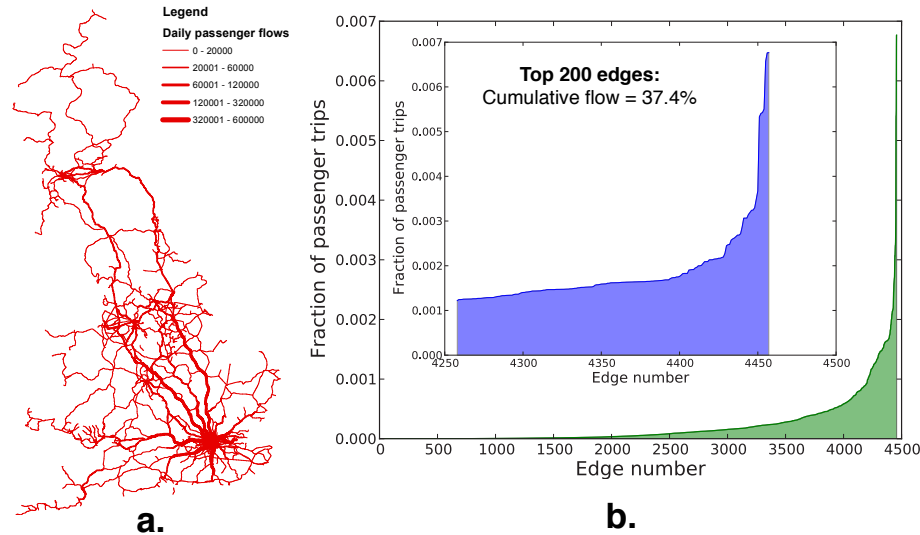 Legend
Daily passenger flows
0 - 20000
20001 - 60000
60001 - 120000
120001 - 320000
320001 - 600000
a.
0.007
0.006
0.005
0.004
0.003
0.002
0.001
0.000
Fraction of passenger trips
0 500 1000 1500 2000 2500 3000 3500 4000 4500
Edge number
0.007
0.006
0.005
0.004
0.003
0.002
0.001
0.000
Fraction of passenger trips
Top 200 edges:
Cumulative flow = 37.4%
4250 4300 4350 4400 4450 4500
Edge number
b.